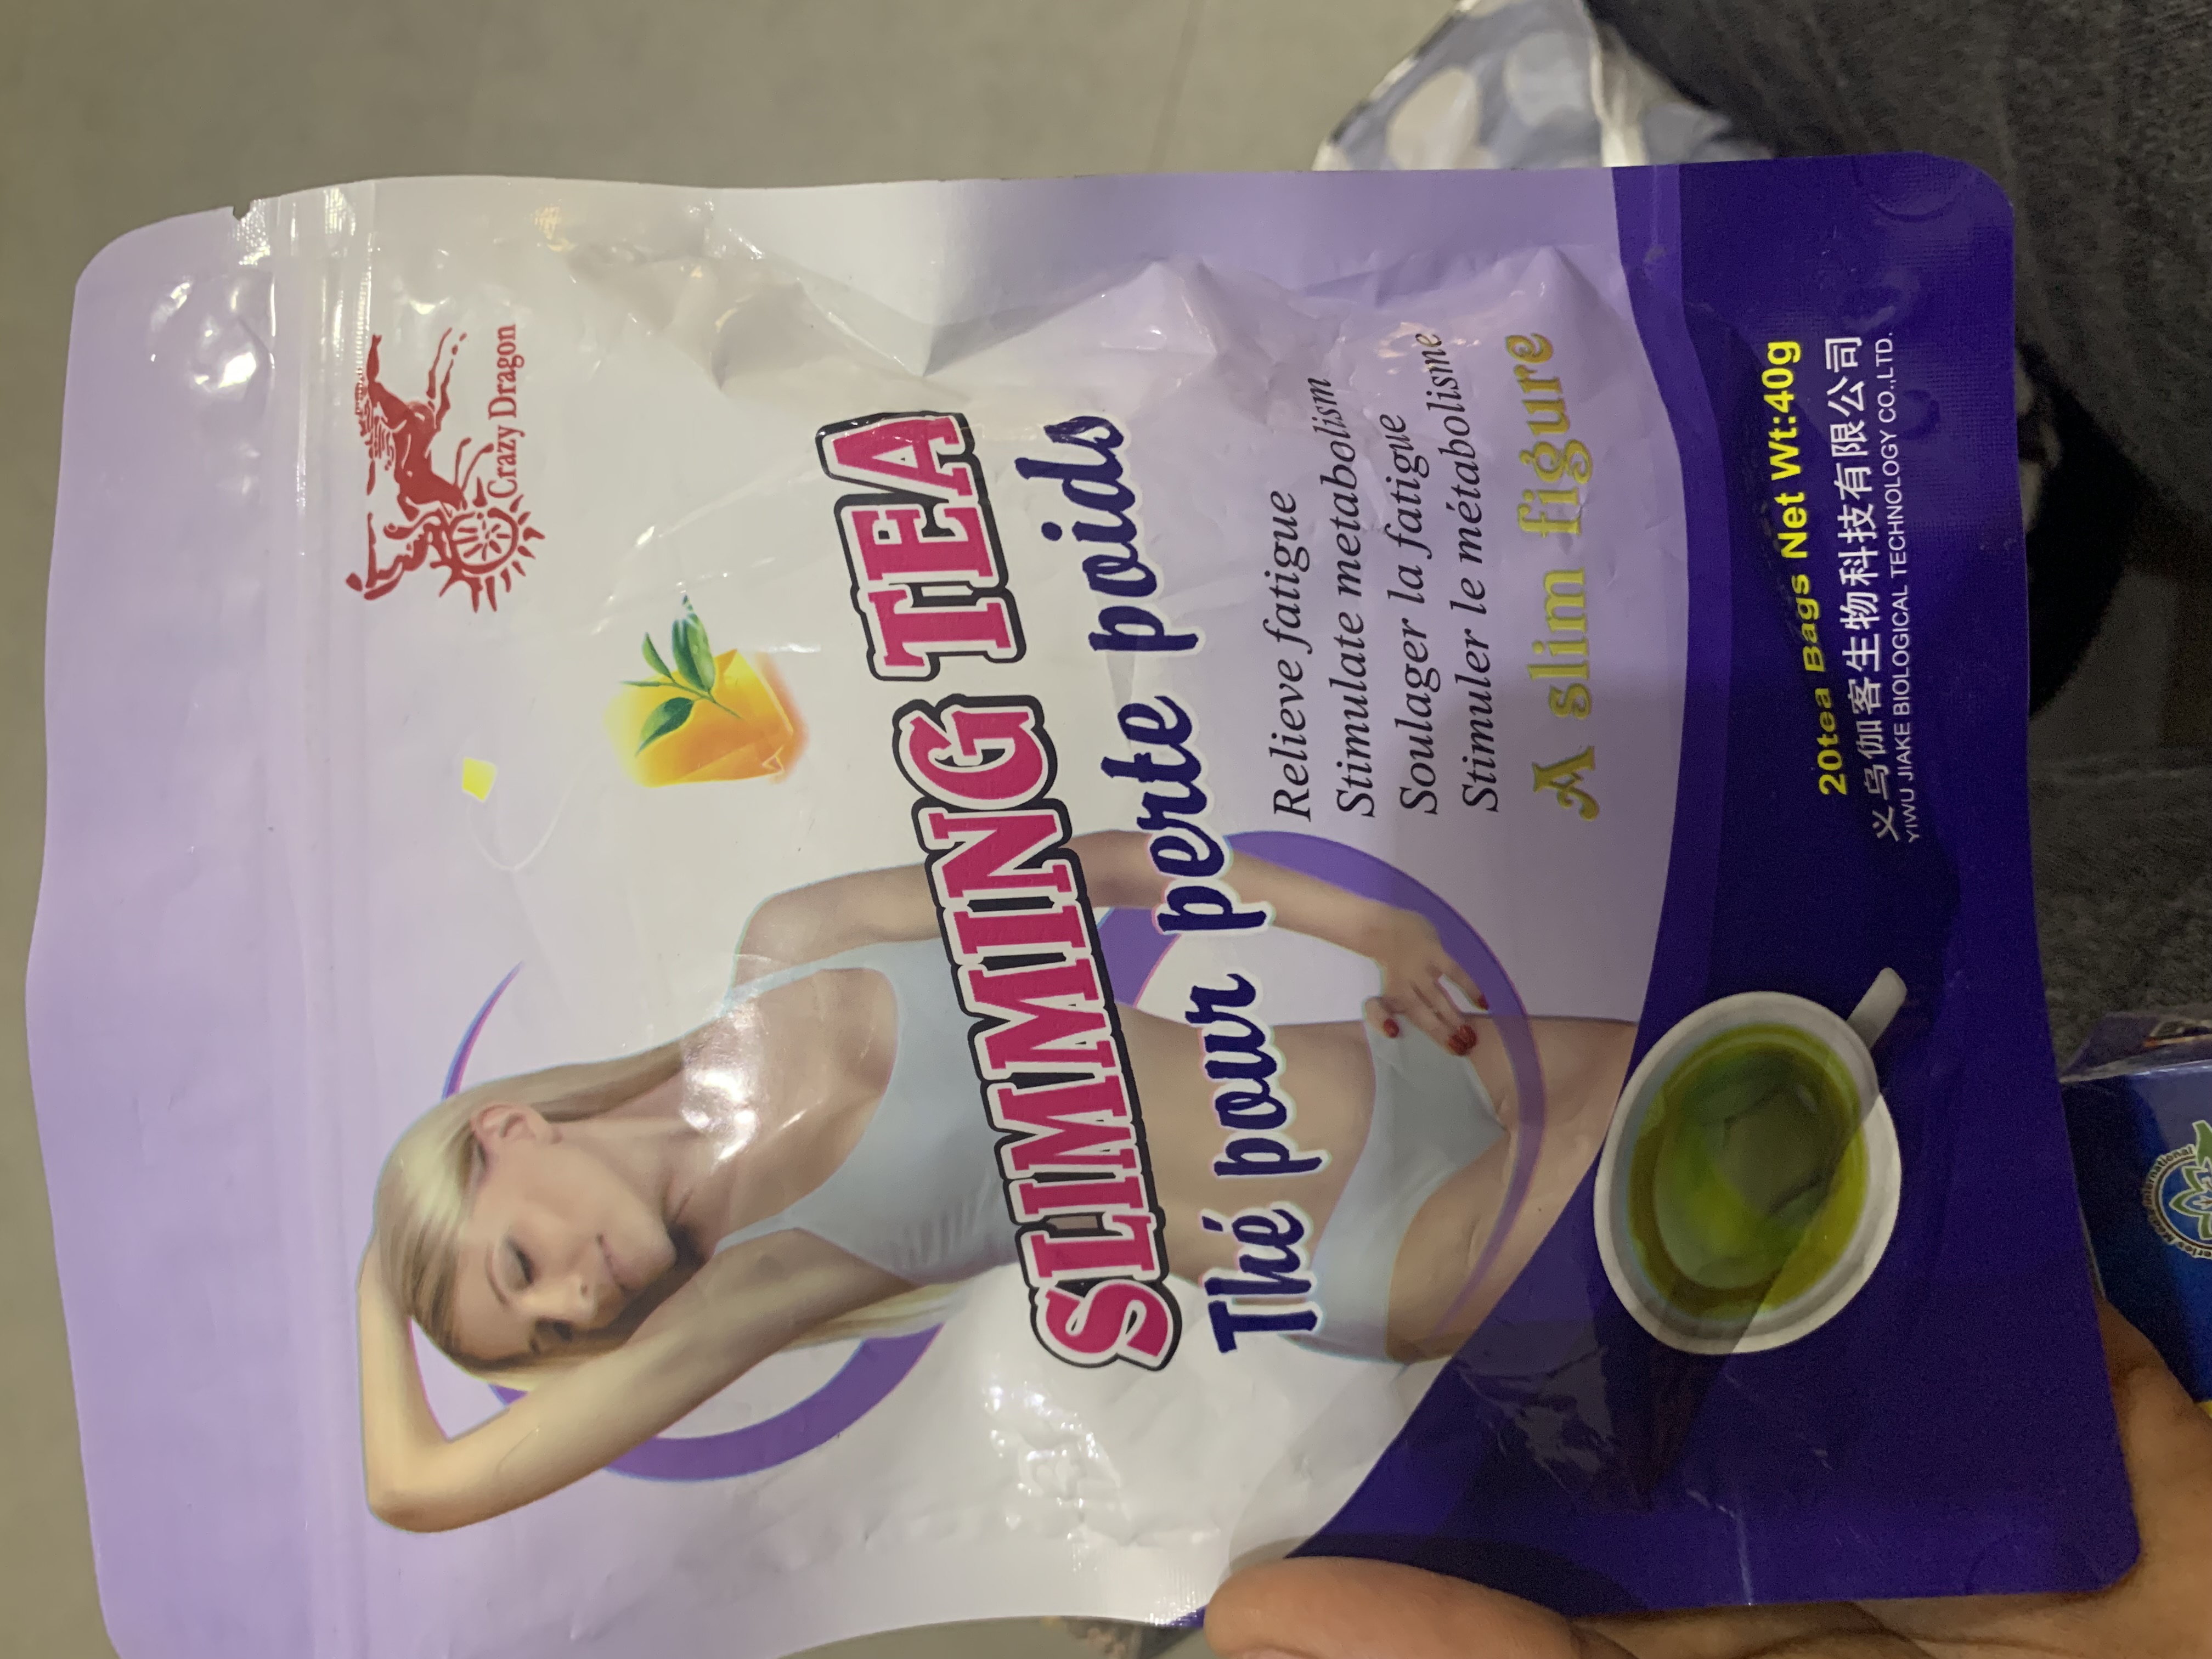 Crazy Dragon
SLIMMING TEA
Thé pour perte poids
Relieve fatigue
Stimulate metabolism
Soulager la fatigue
Stimuler le métabolisme
A slim figure
20tea Bags Net Wt:40g
义乌伽客生物科技有限公司
YIWU JIAKE BIOLOGICAL TECHNOLOGY CO.,LTD.